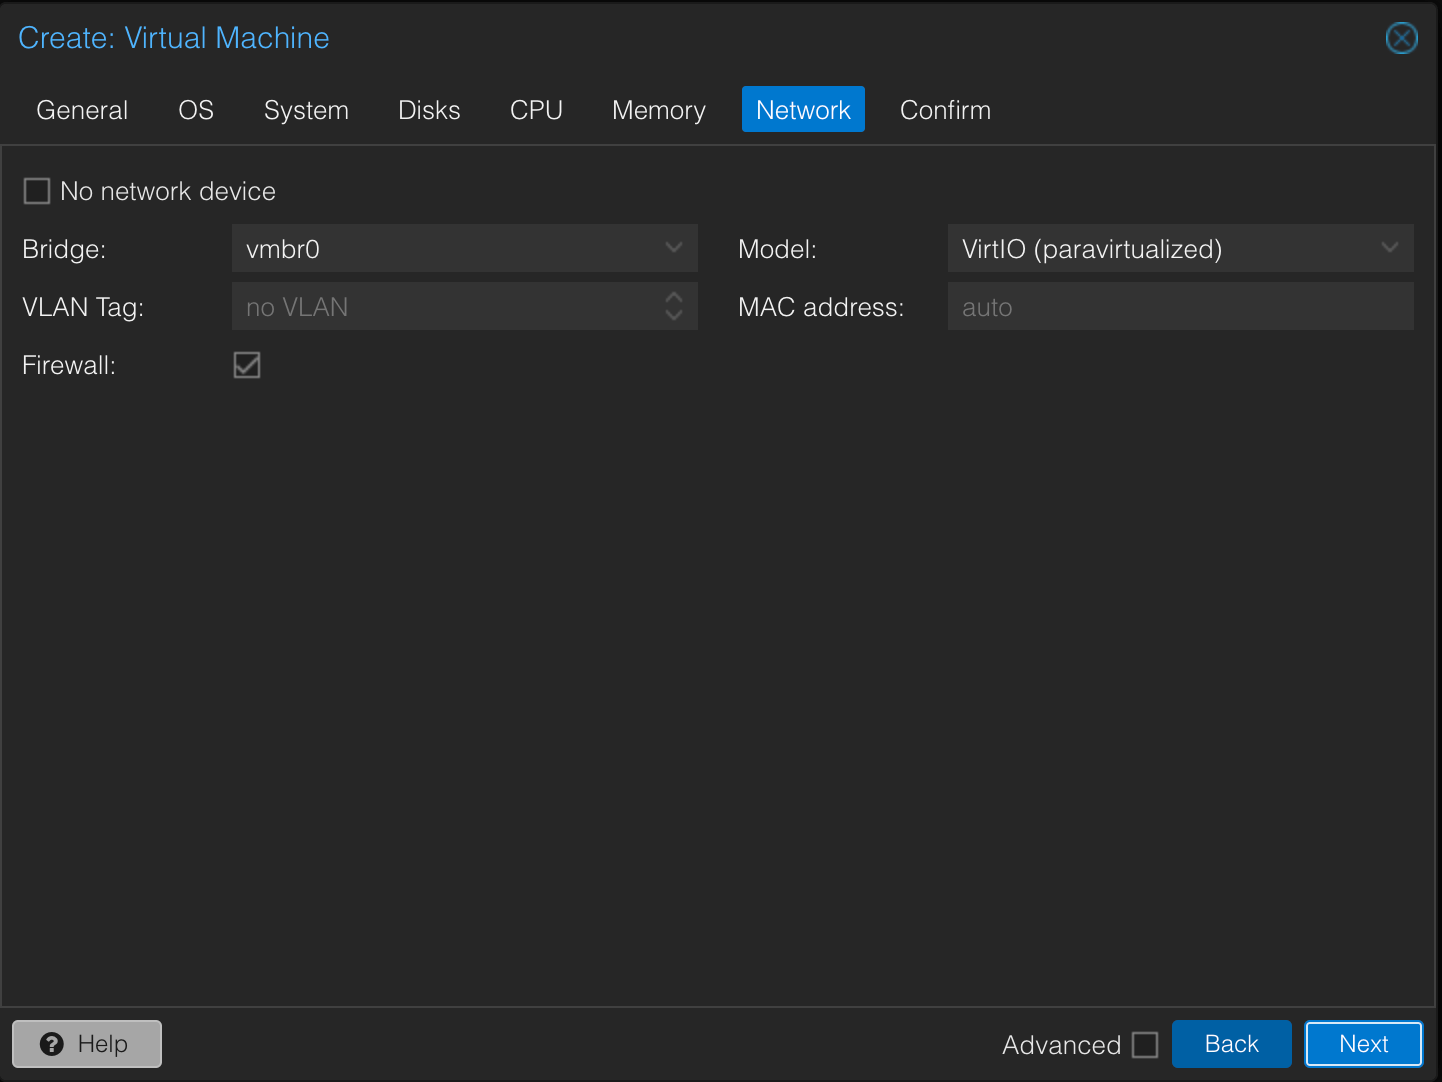 Create: Virtual Machine
General OS System Disks CPU Memory Network Confirm
No network device
Bridge: vmbr0 Model: VirtIO (paravirtualized)
VLAN Tag: no VLAN MAC address: auto
Firewall:
Help Advanced Back Next